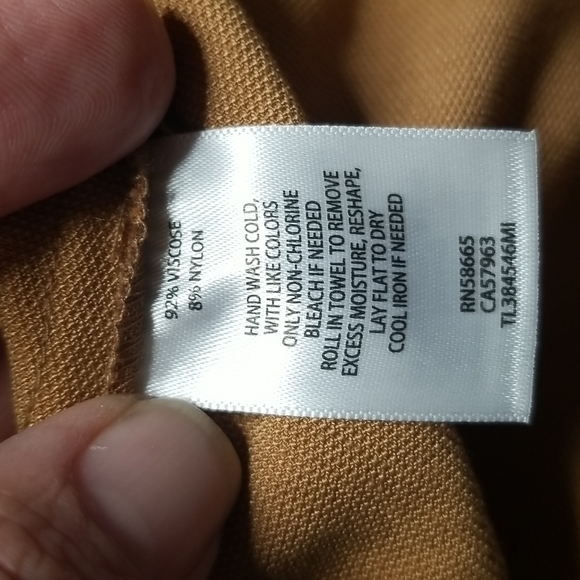 92% VISCOSE
8% NYLON
HAND WASH COLD,
WITH LIKE COLORS
ONLY NON-CHLORINE
BLEACH IF NEEDED
ROLL IN TOWEL TO REMOVE
EXCESS MOISTURE, RESHAPE,
LAY FLAT TO DRY
COOL IRON IF NEEDED
RN58665
CA57963
TL384546MI